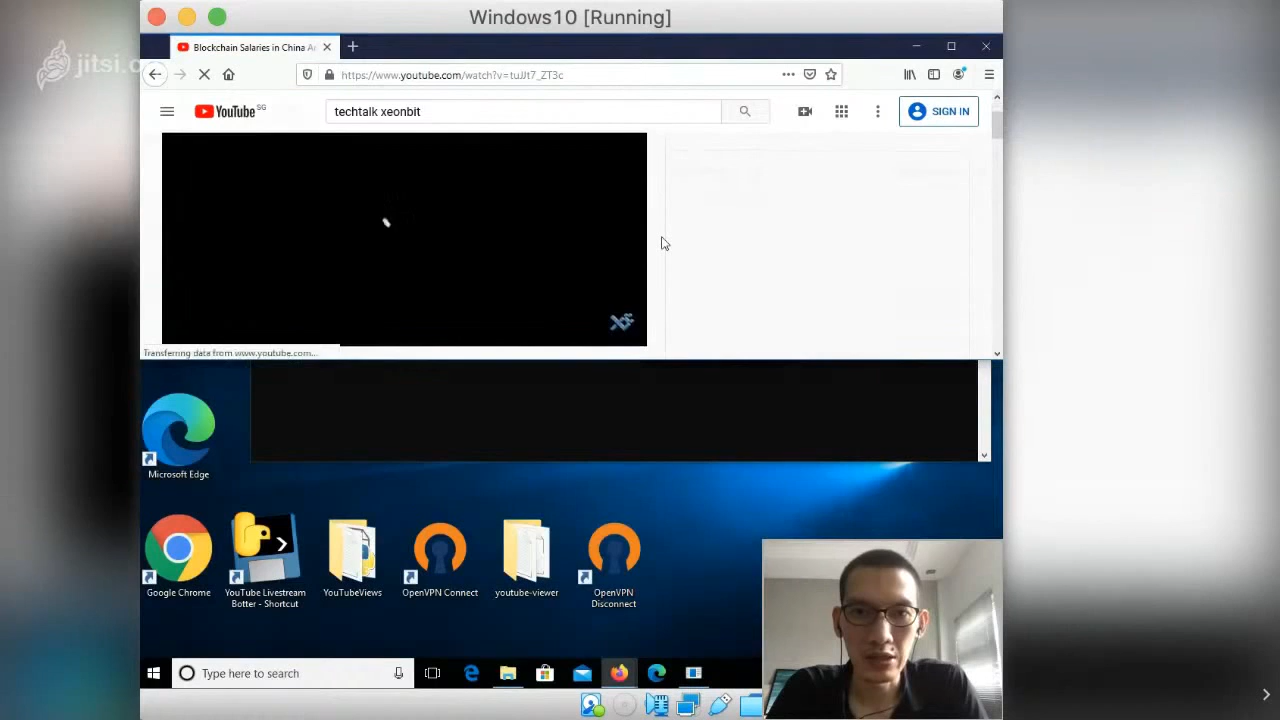 Windows10 [Running]
jitsi.o
Blockchain Salaries in China A
https://www.youtube.com/watch?v=tuJJt7_ZT3c
YouTube SG
techtalk xeonbit
SIGN IN
Transferring data from www.youtube.com...
Microsoft Edge
Google Chrome
YouTube Livestream
Botter - Shortcut
YouTubeViews
OpenVPN Connect
youtube-viewer
OpenVPN
Disconnect
Type here to search